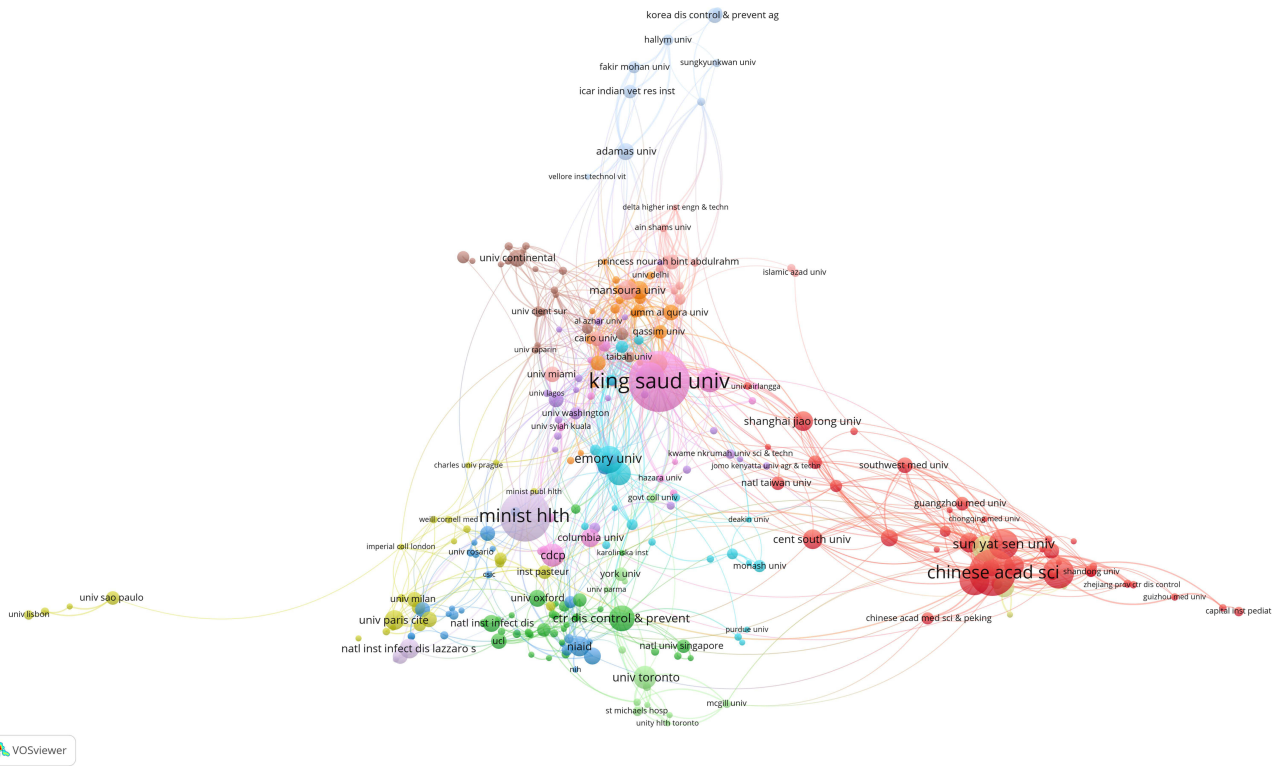 korea dis control & prevent ag
hallym univ
sungkyunkwan univ
fakir mohan univ
icar indian vet res inst
adamas univ
vellore inst technol vit
delta higher inst engn & techn
ain shams univ
univ continental
princess nourah bint abdulrahm
islamic azad univ
univ delhi
mansoura univ
univ cient sur
umm al qura univ
al azhar univ
qassim univ
cairo univ
univ raparin
taibah univ
univ miami
king saud univ
univ airlangga
univ lagos
univ washington
shanghai jiao tong univ
univ syiah kuala
kwame nkrumah univ sci & techn
emory univ
charles univ prague
jomo kenyatta univ agr & techn
southwest med univ
hazara univ
natl taiwan univ
minist publ hlth
govt coll univ
guangzhou med univ
minist hlth
weill cornell med
deakin univ
chongqing med univ
columbia univ
cent south univ
imperial coll london
univ rosario
cdcp
karolinska inst
sun yat sen univ
monash univ
csic
inst pasteur
york univ
chinese acad sci
shandong univ
zhejiang prov ctr dis control
univ parma
guizhou med univ
univ sao paulo
univ milan
univ oxford
univ lisbon
capital inst pediat
univ paris cite
natl inst infect dis
ctr dis control & prevent
chinese acad med sci & peking
purdue univ
ucl
natl inst infect dis lazzaro s
niaid
natl univ singapore
nih
univ toronto
mcgill univ
st michaels hosp
unity hlth toronto
VOSviewer